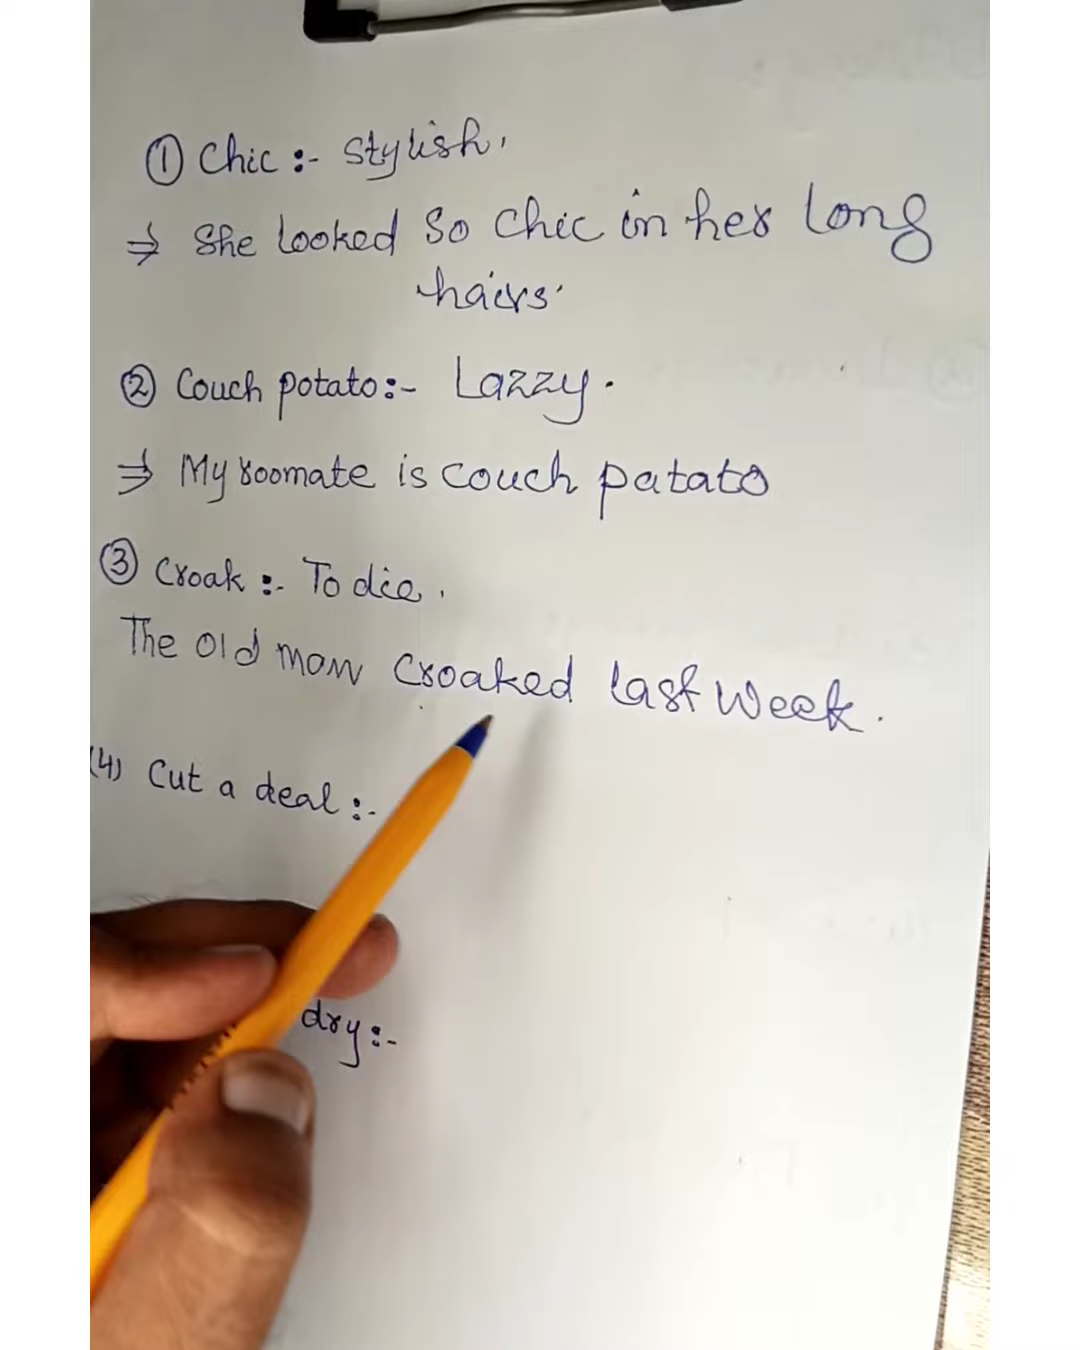 ① Chic :- Stylish.
⇒ She looked So Chic in her Long
hairs.
② Couch potato:- Lazzy.
⇒ My roomate is couch patato
③ Croak :- To die.
The old man croaked last week.
(4) Cut a deal :-
dry:-